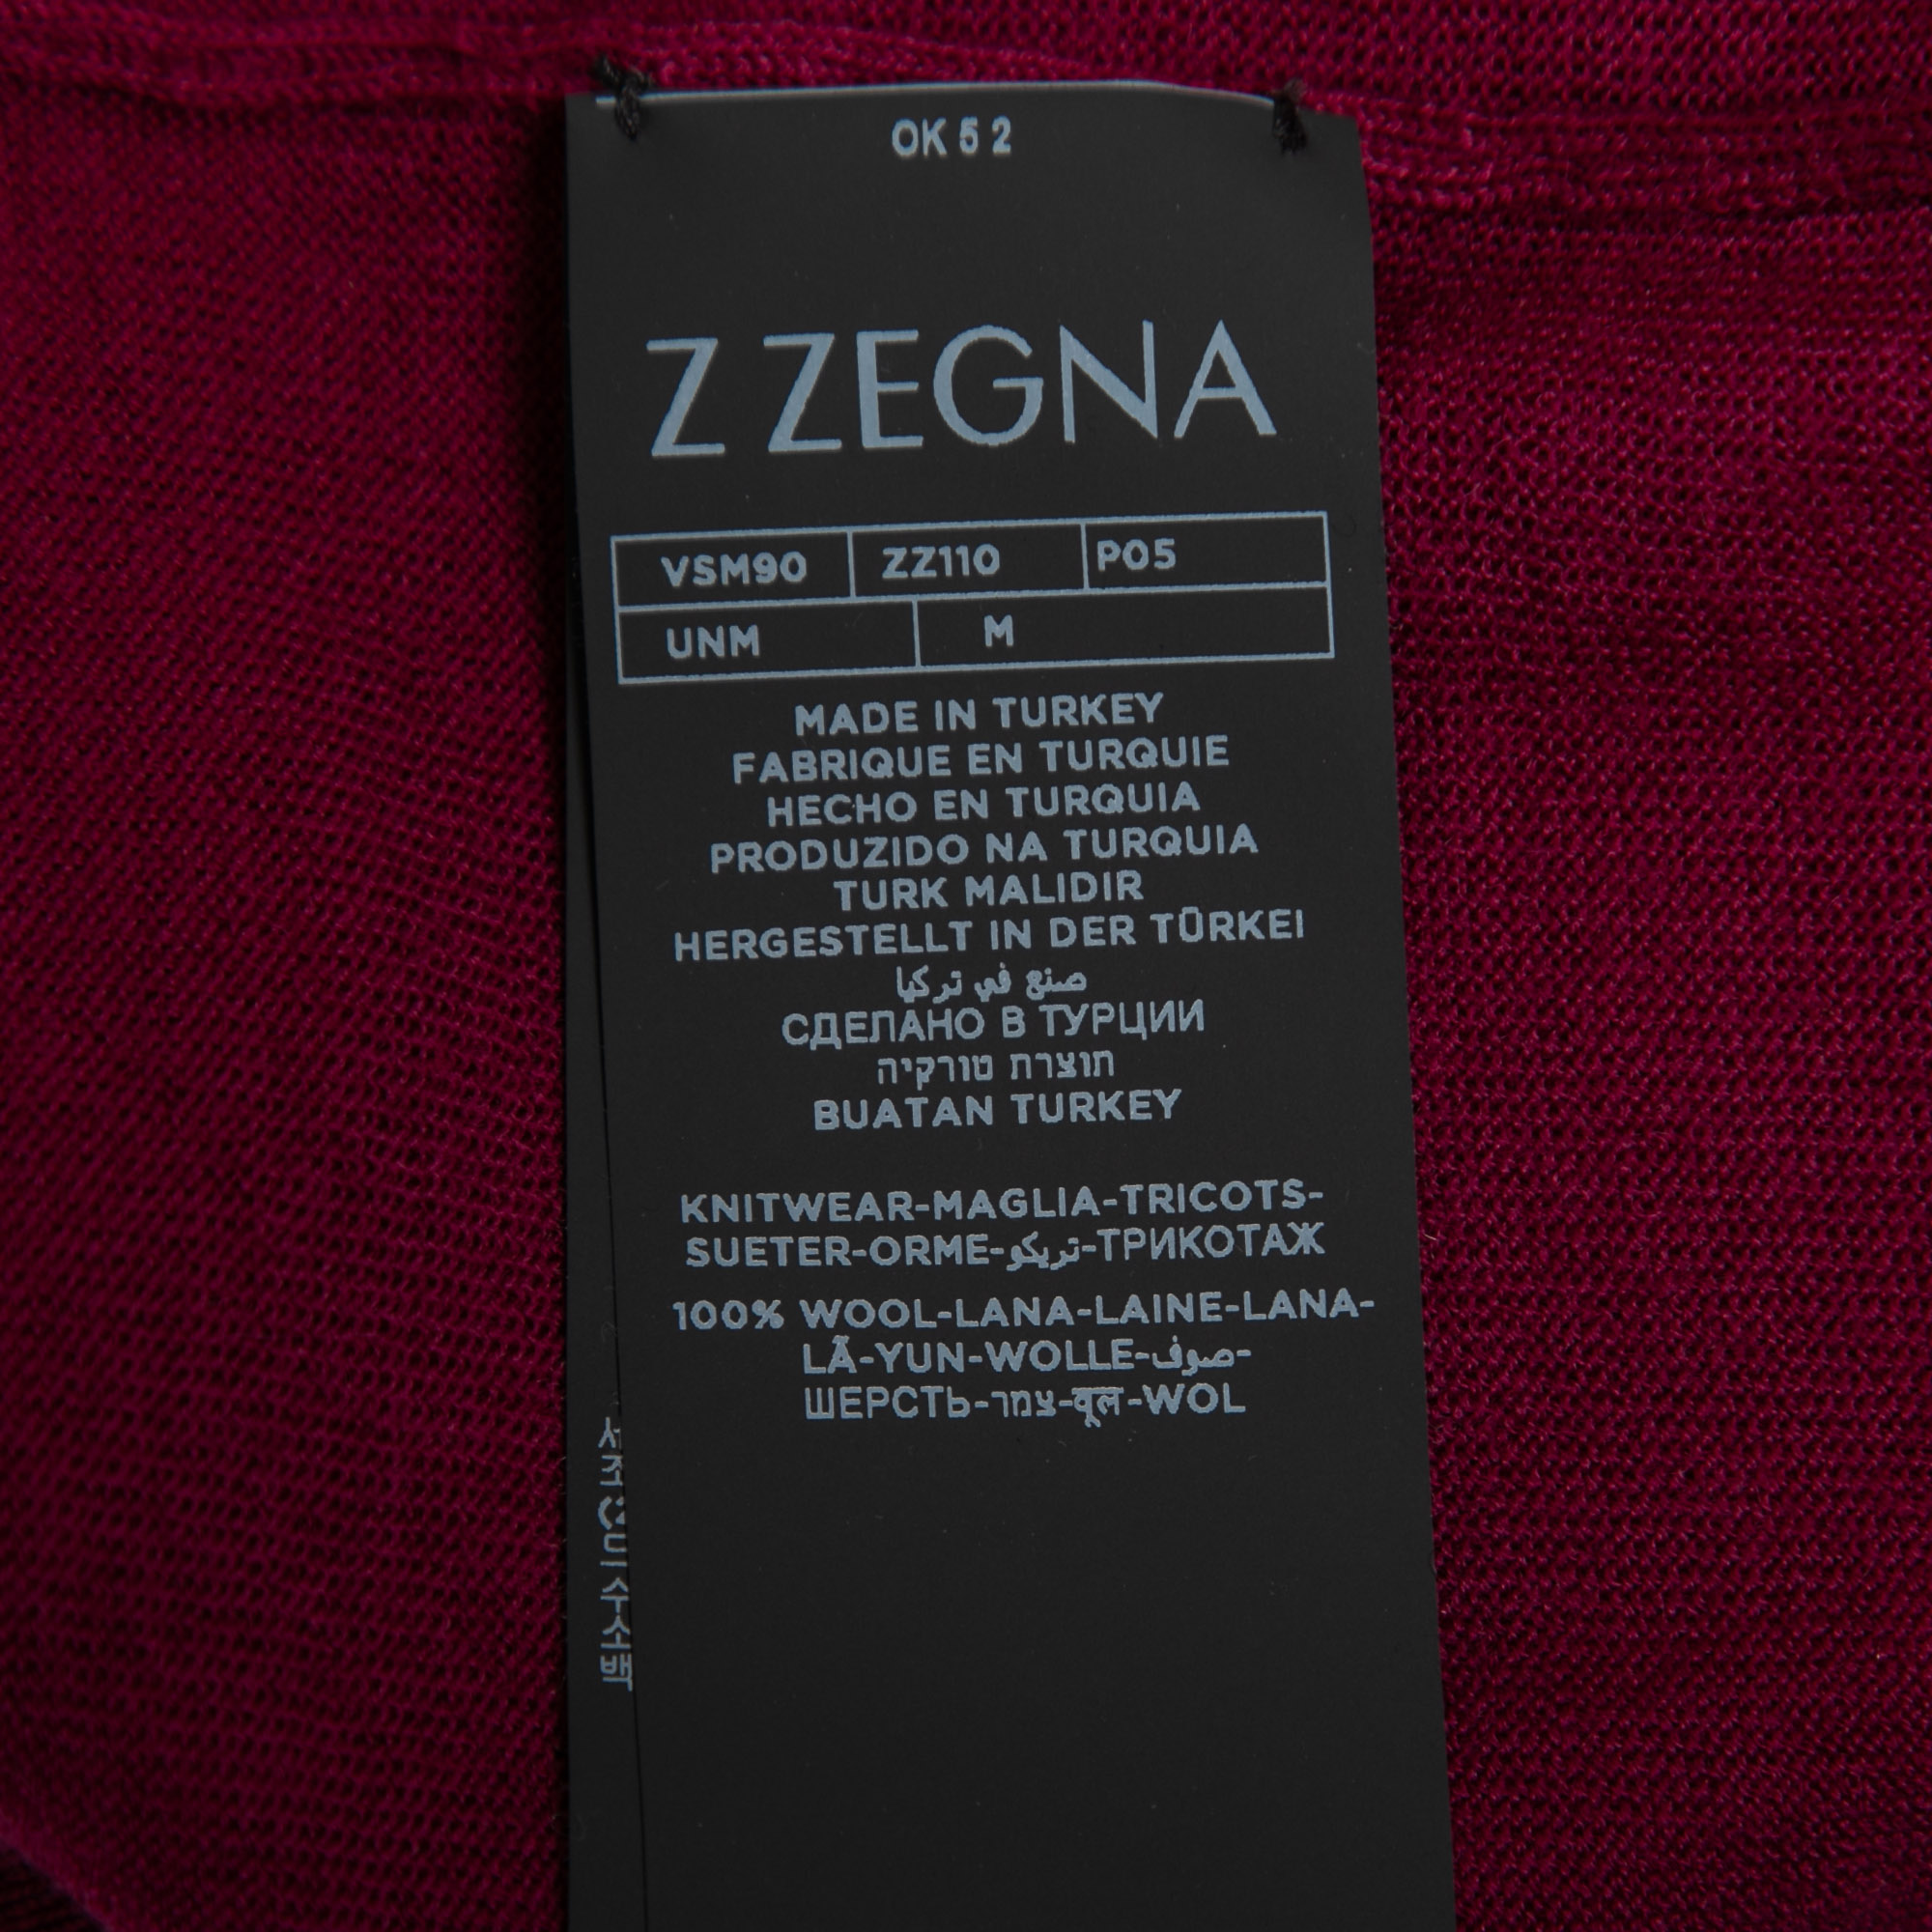 OK 5 2
Z ZEGNA
VSM90 ZZ110 P05
UNM M
MADE IN TURKEY
FABRIQUE EN TURQUIE
HECHO EN TURQUIA
PRODUZIDO NA TURQUIA
TURK MALIDIR
HERGESTELLT IN DER TÜRKEI
صنع في تركيا
СДЕЛАНО В ТУРЦИИ
תוצרת טורקיה
BUATAN TURKEY
KNITWEAR-MAGLIA-TRICOTS-
SUETER-ORME-تريكو-ТРИКОТАЖ
100% WOOL-LANA-LAINE-LANA-
LÃ-YUN-WOLLE-صوف-
ШЕРСТЬ-צמר-वूल-WOL